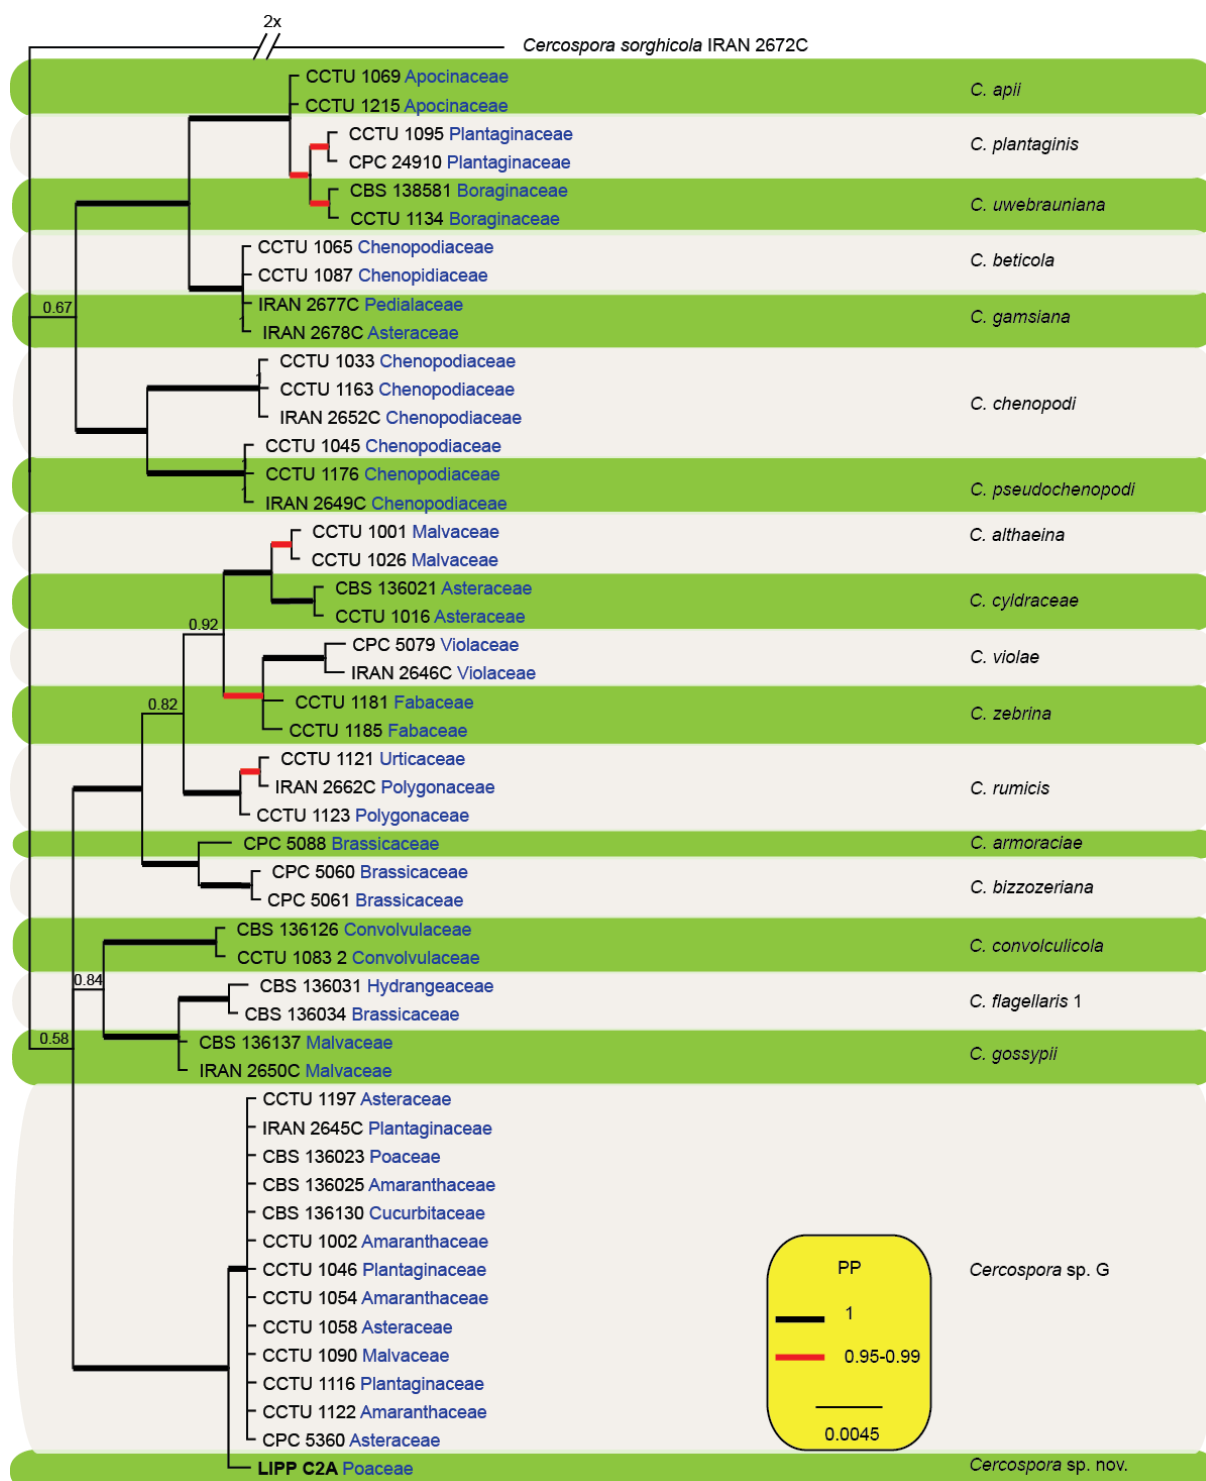 2x
Cercospora sorghicola IRAN 2672C
CCTU 1069 Apocinaceae
C. apii
CCTU 1215 Apocinaceae
CCTU 1095 Plantaginaceae
C. plantaginis
CPC 24910 Plantaginaceae
CBS 138581 Boraginaceae
C. uwebrauniana
CCTU 1134 Boraginaceae
CCTU 1065 Chenopodiaceae
C. beticola
CCTU 1087 Chenopidiaceae
IRAN 2677C Pedialaceae
0.67
C. gamsiana
IRAN 2678C Asteraceae
CCTU 1033 Chenopodiaceae
CCTU 1163 Chenopodiaceae
C. chenopodi
IRAN 2652C Chenopodiaceae
CCTU 1045 Chenopodiaceae
CCTU 1176 Chenopodiaceae
C. pseudochenopodi
IRAN 2649C Chenopodiaceae
CCTU 1001 Malvaceae
C. althaeina
CCTU 1026 Malvaceae
CBS 136021 Asteraceae
C. cyldraceae
CCTU 1016 Asteraceae
0.92
CPC 5079 Violaceae
C. violae
IRAN 2646C Violaceae
CCTU 1181 Fabaceae
0.82
C. zebrina
CCTU 1185 Fabaceae
CCTU 1121 Urticaceae
IRAN 2662C Polygonaceae
C. rumicis
CCTU 1123 Polygonaceae
CPC 5088 Brassicaceae
C. armoraciae
CPC 5060 Brassicaceae
C. bizzozeriana
CPC 5061 Brassicaceae
CBS 136126 Convolvulaceae
C. convolculicola
CCTU 1083 2 Convolvulaceae
0.84
CBS 136031 Hydrangeaceae
C. flagellaris 1
CBS 136034 Brassicaceae
0.58
CBS 136137 Malvaceae
C. gossypii
IRAN 2650C Malvaceae
CCTU 1197 Asteraceae
IRAN 2645C Plantaginaceae
CBS 136023 Poaceae
CBS 136025 Amaranthaceae
CBS 136130 Cucurbitaceae
CCTU 1002 Amaranthaceae
CCTU 1046 Plantaginaceae
Cercospora sp. G
CCTU 1054 Amaranthaceae
CCTU 1058 Asteraceae
CCTU 1090 Malvaceae
CCTU 1116 Plantaginaceae
CCTU 1122 Amaranthaceae
CPC 5360 Asteraceae
LIPP C2A Poaceae
Cercospora sp. nov.
PP
1
0.95-0.99
0.0045